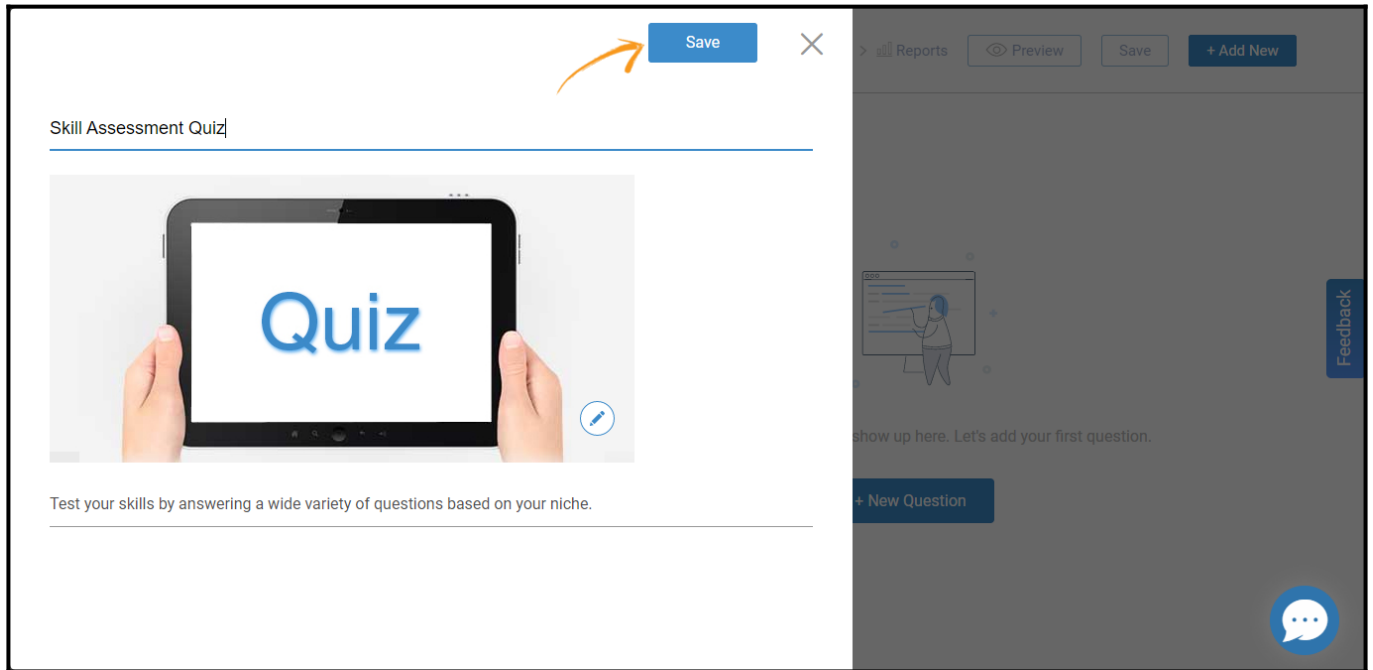 Save
> Reports
Preview
Save
+ Add New
Skill Assessment Quiz
Quiz
Feedback
show up here. Let's add your first question.
+ New Question
Test your skills by answering a wide variety of questions based on your niche.